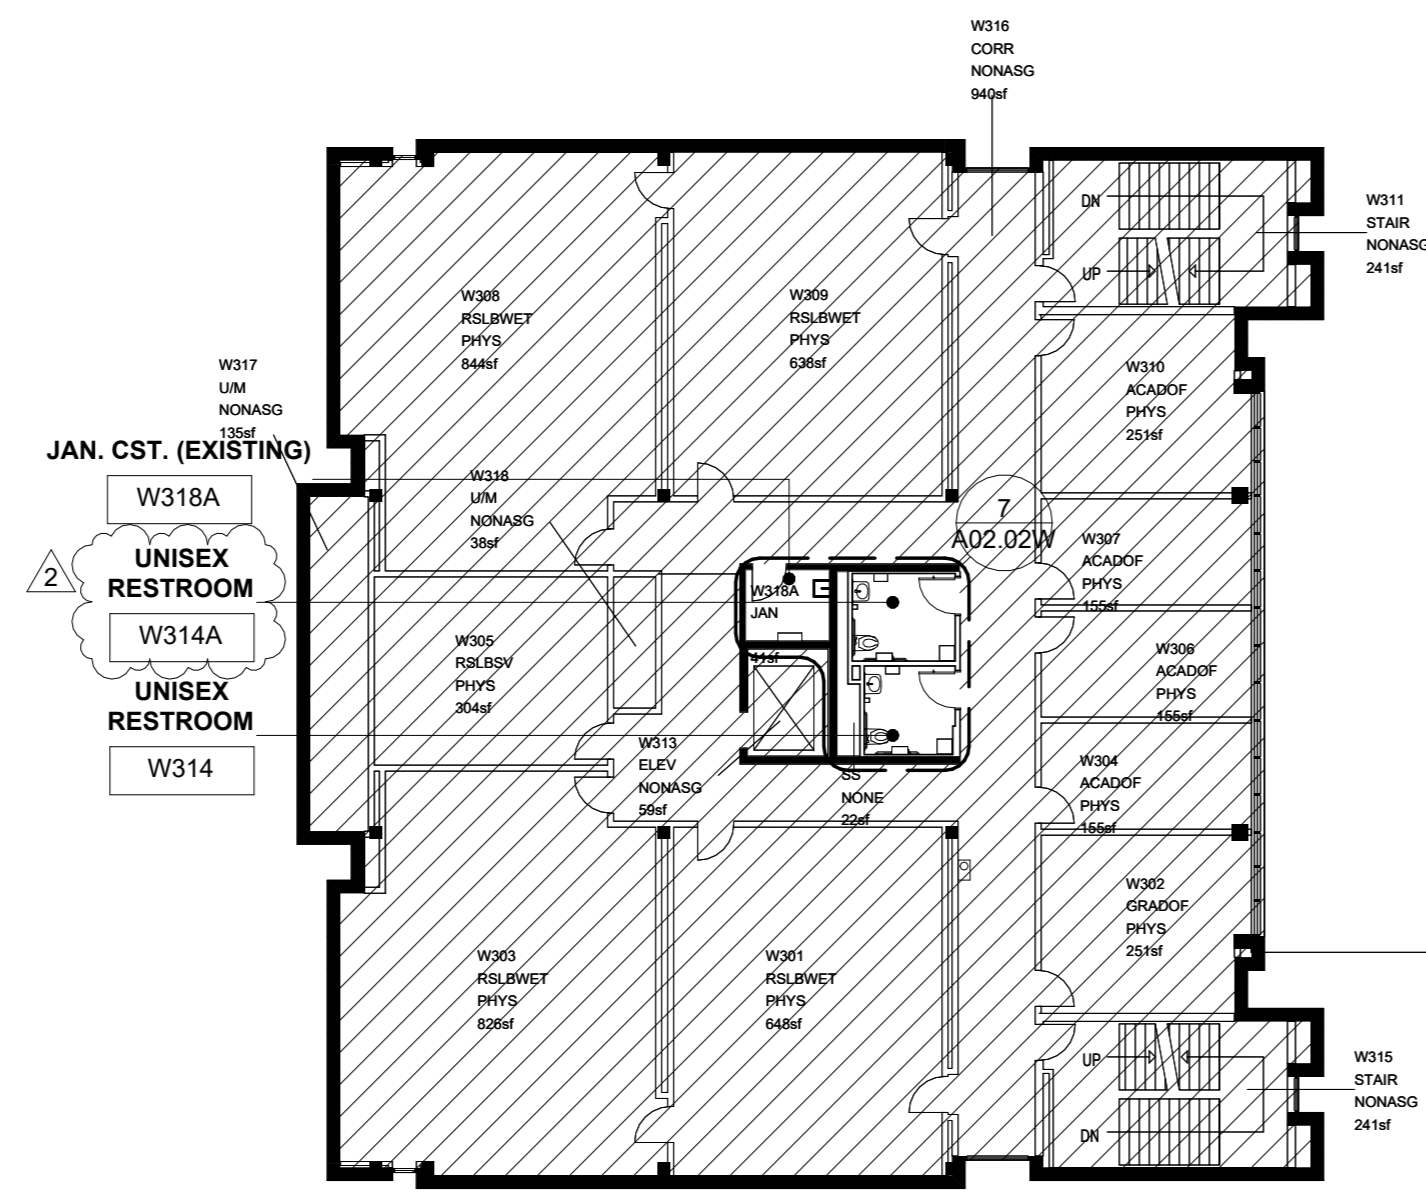 W316
CORR
NONASG
940sf
DN
UP
W311
STAIR
NONASG
241sf
W308
RSLBWET
PHYS
844sf
W309
RSLBWET
PHYS
638sf
W310
ACADOF
PHYS
251sf
W317
U/M
NONASG
135sf
JAN. CST. (EXISTING)
W318A
2
UNISEX
RESTROOM
W314A
UNISEX
RESTROOM
W314
W318
U/M
NONASG
38sf
7
A02.02W
W307
ACADOF
PHYS
155sf
W318A
JAN
41sf
W305
RSLBSV
PHYS
304sf
W306
ACADOF
PHYS
155sf
W313
ELEV
NONASG
59sf
SS
NONE
22sf
W304
ACADOF
PHYS
155sf
W302
GRADOF
PHYS
251sf
W303
RSLBWET
PHYS
826sf
W301
RSLBWET
PHYS
648sf
UP
DN
W315
STAIR
NONASG
241sf